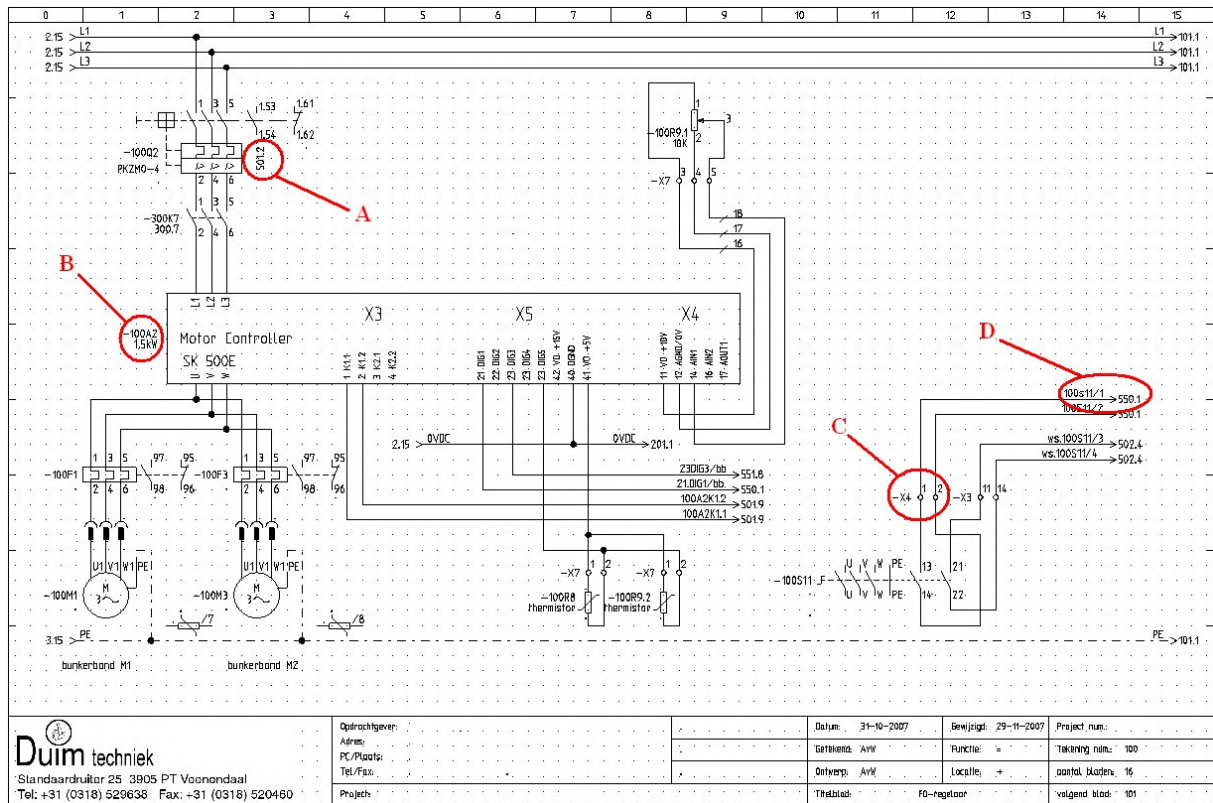 0 1 2 3 4 5 6 7 8 9 10 11 12 13 14 15
2.15 L1 L1 101.1
2.15 L2 L2 101.1
2.15 L3 L3 101.1
1 3 5 1.53 1.61
1.54 1.62
-100Q2
PKZM0-4
501.2
2 4 6
A
1 3 5
-300K7
300.7
2 4 6
1
-100R9.1
10K
2
3
-X7 3 4 5
18
17
16
B
-100A2
1,5kW
L1 L2 L3
X3 X5 X4
Motor Controller
SK 500E
U V W
1 K1.1
2 K1.2
3 K2.1
4 K2.2
21 DIG1
22 DIG2
23 DIG3
23 DIG4
23 DIG5
42 VO +15V
40 DGND
41 VO +5V
11 VO +10V
12 AGND/0V
14 AIN1
16 AIN2
17 AOUT1
D
100s11/1 550.1
100S11/2 550.1
C
ws.100S11/3 502.4
ws.100S11/4 502.4
2.15 0VDC 0VDC 201.1
23DIG3/bb 551.8
21.DIG1/bb. 550.1
100A2K1.2 501.9
100A2K1.1 501.9
-100F1 1 3 5 97 95
2 4 6 98 96
-100F3 1 3 5 97 95
2 4 6 98 96
-X4 1 2 -X3 11 14
U1 V1 W1 PE
M
3
-100M1
U1 V1 W1 PE
M
3
-100M3
/7
/8
-X7 1 2
-X7 1 2
-100R8
thermistor
-100R9.2
thermistor
-100S11 F
U V W PE 13 21
U V W PE 14 22
3.15 PE PE 101.1
bunkerband M1 bunkerband M2
Duim techniek
Standaardruiter 25 3905 PT Veenendaal
Tel: +31 (0318) 529638 Fax: +31 (0318) 520460
Opdrachtgever:
Adres:
PC/Plaats:
Tel/Fax:
Project:
Datum: 31-10-2007 Gewijzigd: 29-11-2007 Project num.:
Getekend: AvW Functie: = Tekening num.: 100
Ontwerp: AvW Locatie: + aantal bladen: 16
Titelblad: FO-regelaar volgend blad: 101